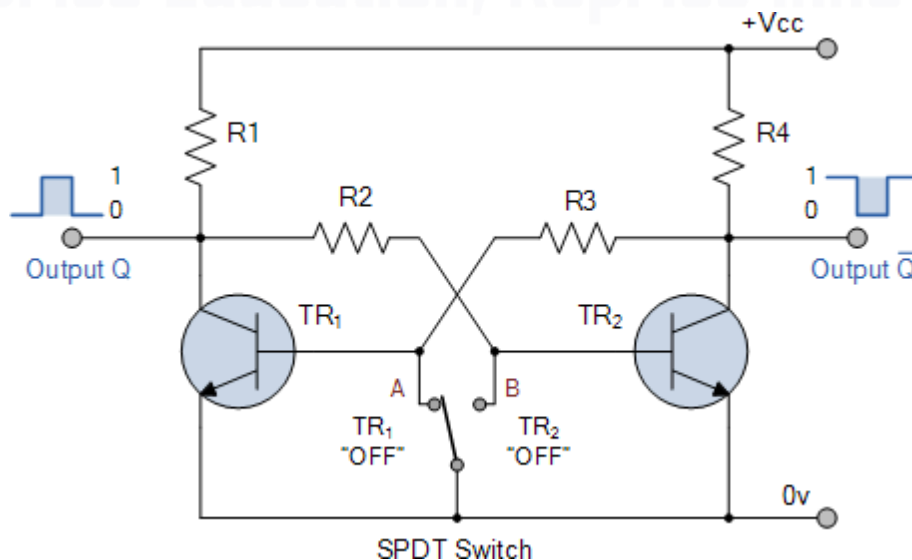 +Vcc
R1
R4
1
0
R2
R3
1
0
Output Q
Output Q̅
TR₁
TR₂
A
B
TR₁
"OFF"
TR₂
"OFF"
0v
SPDT Switch